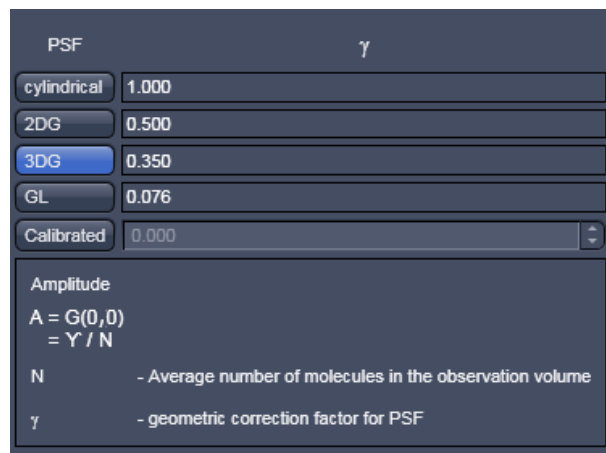 PSF γ
cylindrical 1.000
2DG 0.500
3DG 0.350
GL 0.076
Calibrated 0.000
Amplitude
A = G(0,0)
= ϒ / N
N - Average number of molecules in the observation volume
γ - geometric correction factor for PSF